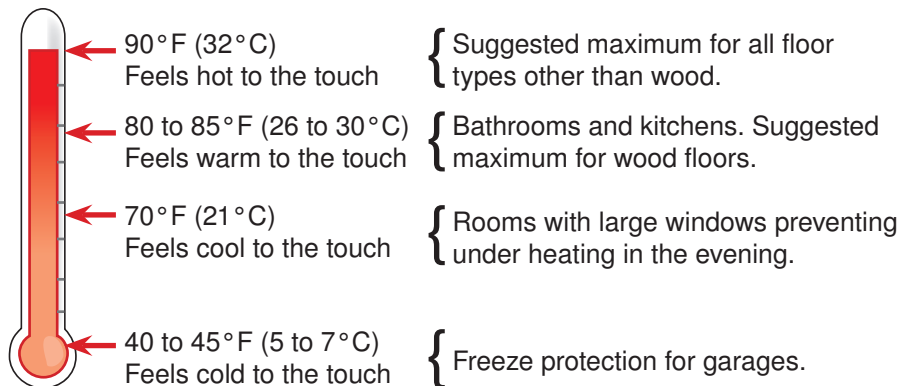 90°F (32°C)
Feels hot to the touch
{ Suggested maximum for all floor
types other than wood.
80 to 85°F (26 to 30°C)
Feels warm to the touch
{ Bathrooms and kitchens. Suggested
maximum for wood floors.
70°F (21°C)
Feels cool to the touch
{ Rooms with large windows preventing
under heating in the evening.
40 to 45°F (5 to 7°C)
Feels cold to the touch
{ Freeze protection for garages.